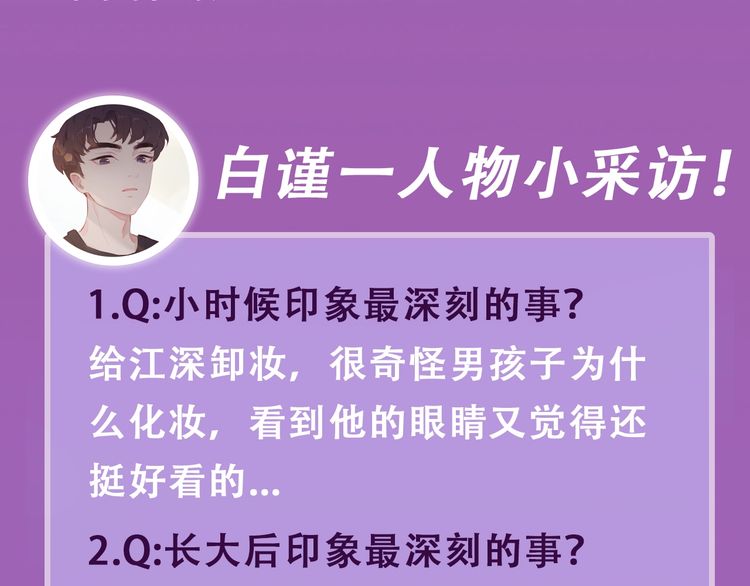 白谨一人物小采访!
1.Q:小时候印象最深刻的事?
给江深卸妆，很奇怪男孩子为什
么化妆，看到他的眼睛又觉得还
挺好看的...
2.Q:长大后印象最深刻的事?